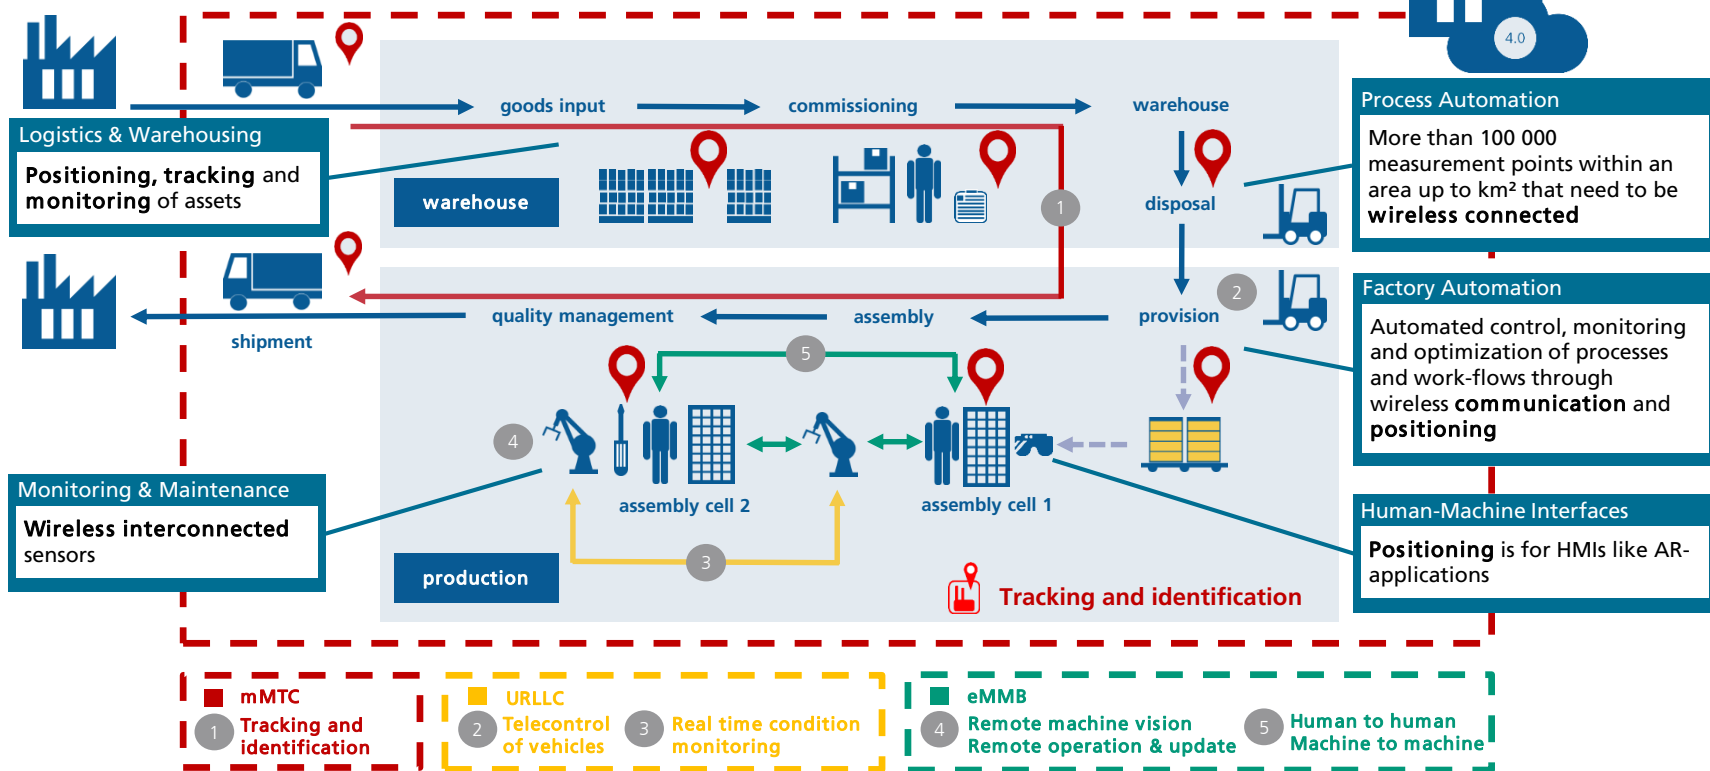 4.0
goods input
commissioning
warehouse
Logistics & Warehousing
Positioning, tracking and
monitoring of assets
warehouse
1
disposal
Process Automation
More than 100 000
measurement points within an
area up to km² that need to be
wireless connected
shipment
quality management
assembly
provision
2
Factory Automation
Automated control, monitoring
and optimization of processes
and work-flows through
wireless communication and
positioning
5
4
assembly cell 2
assembly cell 1
Monitoring & Maintenance
Wireless interconnected
sensors
3
production
Tracking and identification
Human-Machine Interfaces
Positioning is for HMIs like AR-
applications
mMTC
1
Tracking and
identification
URLLC
2
Telecontrol
of vehicles
3
Real time condition
monitoring
eMMB
4
Remote machine vision
Remote operation & update
5
Human to human
Machine to machine